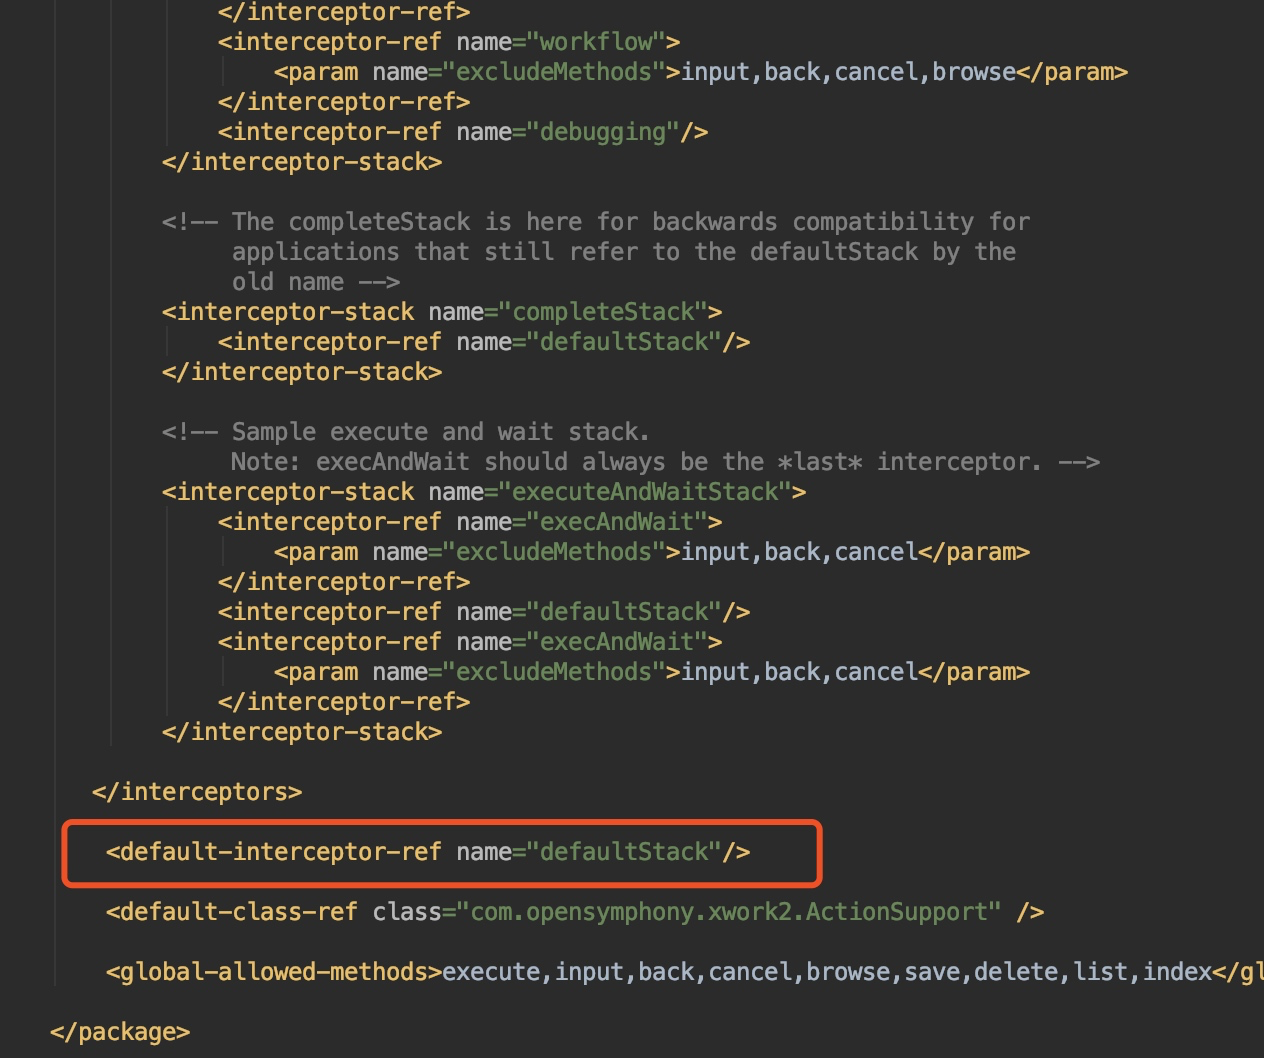 </interceptor-ref>
<interceptor-ref name="workflow">
<param name="excludeMethods">input,back,cancel,browse</param>
</interceptor-ref>
<interceptor-ref name="debugging"/>
</interceptor-stack>
<!-- The completeStack is here for backwards compatibility for
applications that still refer to the defaultStack by the
old name -->
<interceptor-stack name="completeStack">
<interceptor-ref name="defaultStack"/>
</interceptor-stack>
<!-- Sample execute and wait stack.
Note: execAndWait should always be the *last* interceptor. -->
<interceptor-stack name="executeAndWaitStack">
<interceptor-ref name="execAndWait">
<param name="excludeMethods">input,back,cancel</param>
</interceptor-ref>
<interceptor-ref name="defaultStack"/>
<interceptor-ref name="execAndWait">
<param name="excludeMethods">input,back,cancel</param>
</interceptor-ref>
</interceptor-stack>
</interceptors>
<default-interceptor-ref name="defaultStack"/>
<default-class-ref class="com.opensymphony.xwork2.ActionSupport" />
<global-allowed-methods>execute,input,back,cancel,browse,save,delete,list,index</gl
</package>